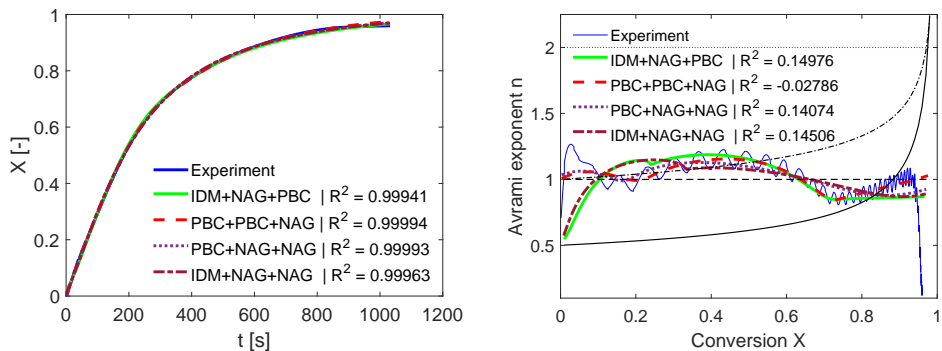 1
0.8
0.6
0.4
0.2
0
X [-]
0 200 400 600 800 1000 1200
t [s]
Experiment
IDM+NAG+PBC | R² = 0.99941
PBC+PBC+NAG | R² = 0.99994
PBC+NAG+NAG | R² = 0.99993
IDM+NAG+NAG | R² = 0.99963
2
1.5
1
0.5
Avrami exponent n
0 0.2 0.4 0.6 0.8 1
Conversion X
Experiment
IDM+NAG+PBC | R² = 0.14976
PBC+PBC+NAG | R² = -0.02786
PBC+NAG+NAG | R² = 0.14074
IDM+NAG+NAG | R² = 0.14506